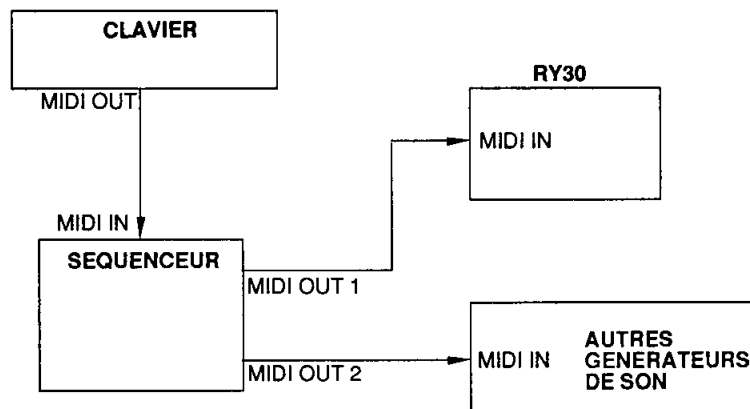 CLAVIER
MIDI OUT
RY30
MIDI IN
MIDI IN
SEQUENCEUR
MIDI OUT 1
MIDI IN
AUTRES
GENERATEURS
DE SON
MIDI OUT 2